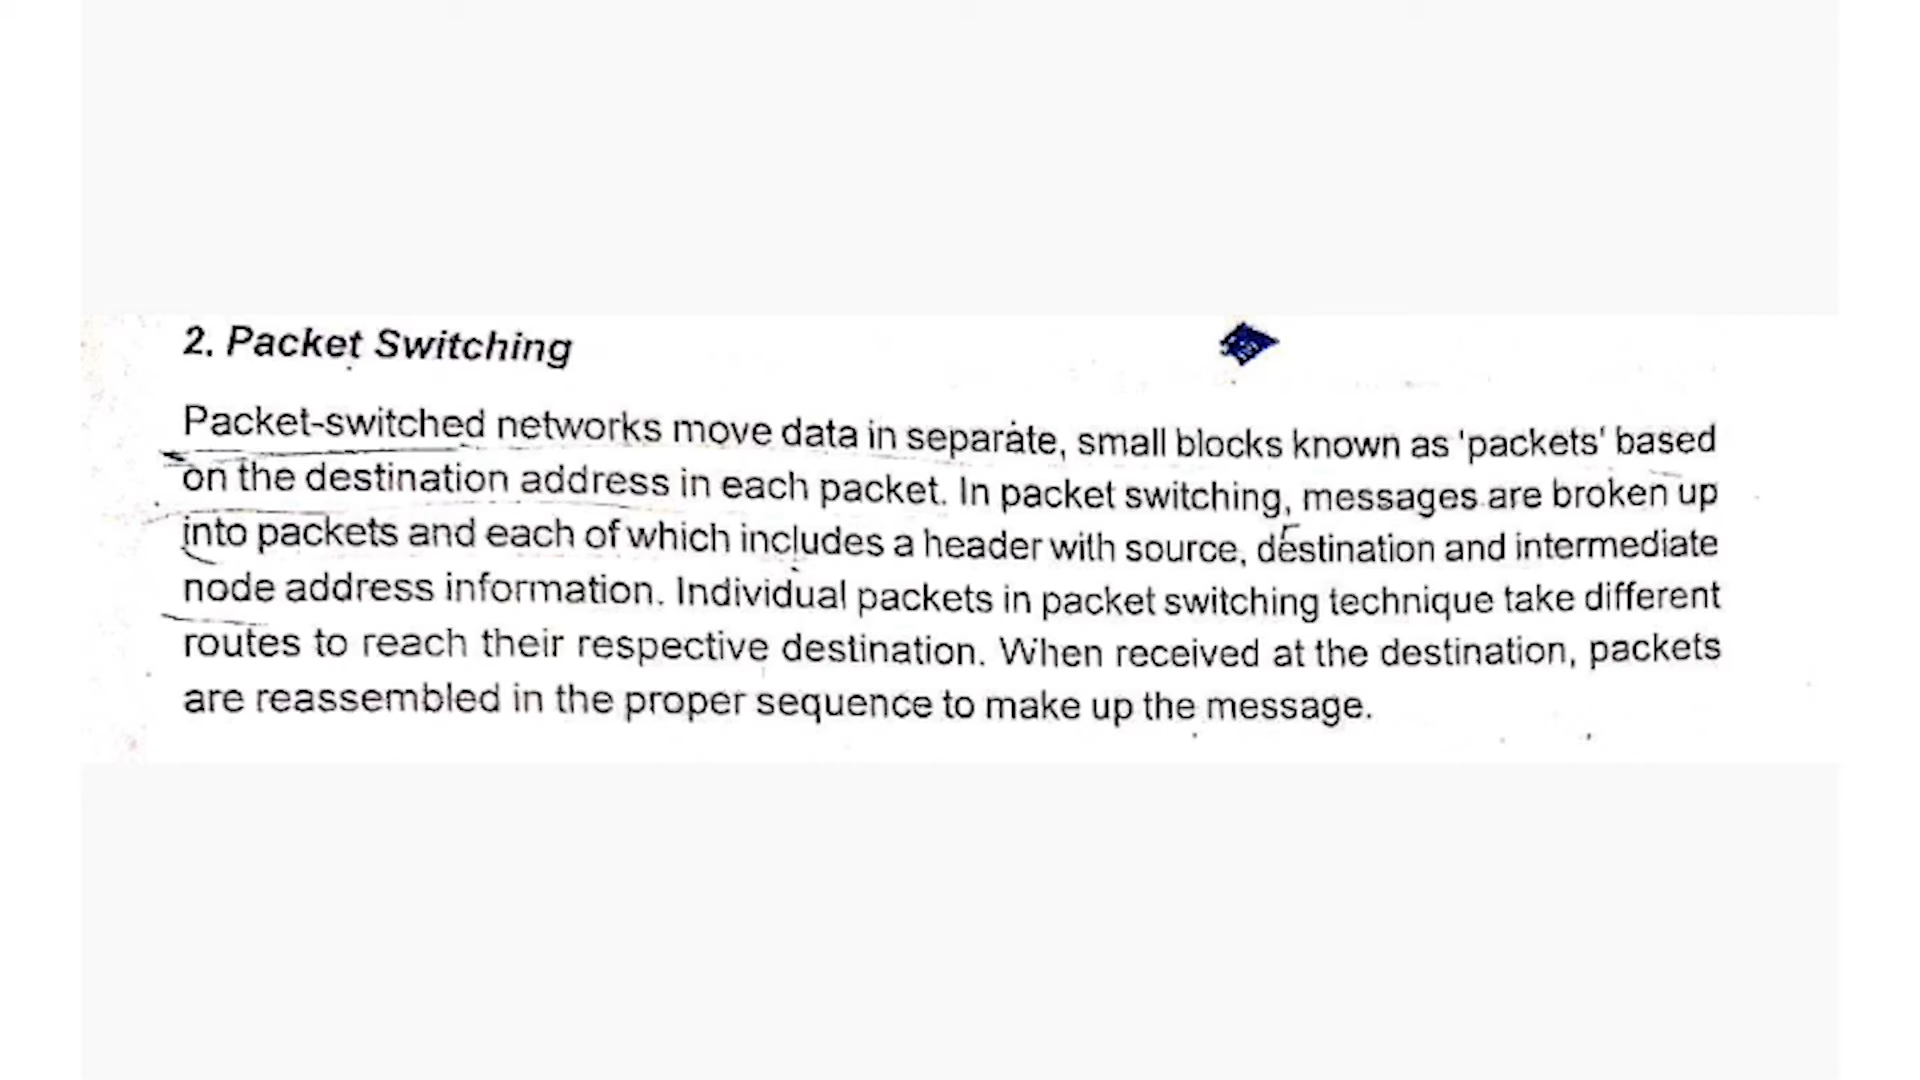 2. Packet Switching
Packet-switched networks move data in separate, small blocks known as 'packets' based
on the destination address in each packet. In packet switching, messages are broken up
into packets and each of which includes a header with source, destination and intermediate
node address information. Individual packets in packet switching technique take different
routes to reach their respective destination. When received at the destination, packets
are reassembled in the proper sequence to make up the message.